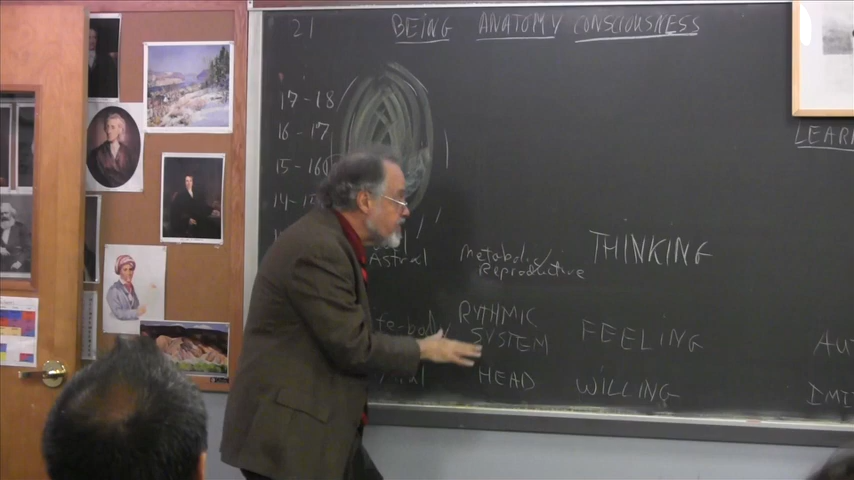 21 BEING ANATOMY CONSCIOUSNESS
17-18
16-17
15-16
LEAR
THINKING
Astral Metabolic/
Reproductive
RYTHMIC
SYSTEM
FEELING
HEAD WILLING